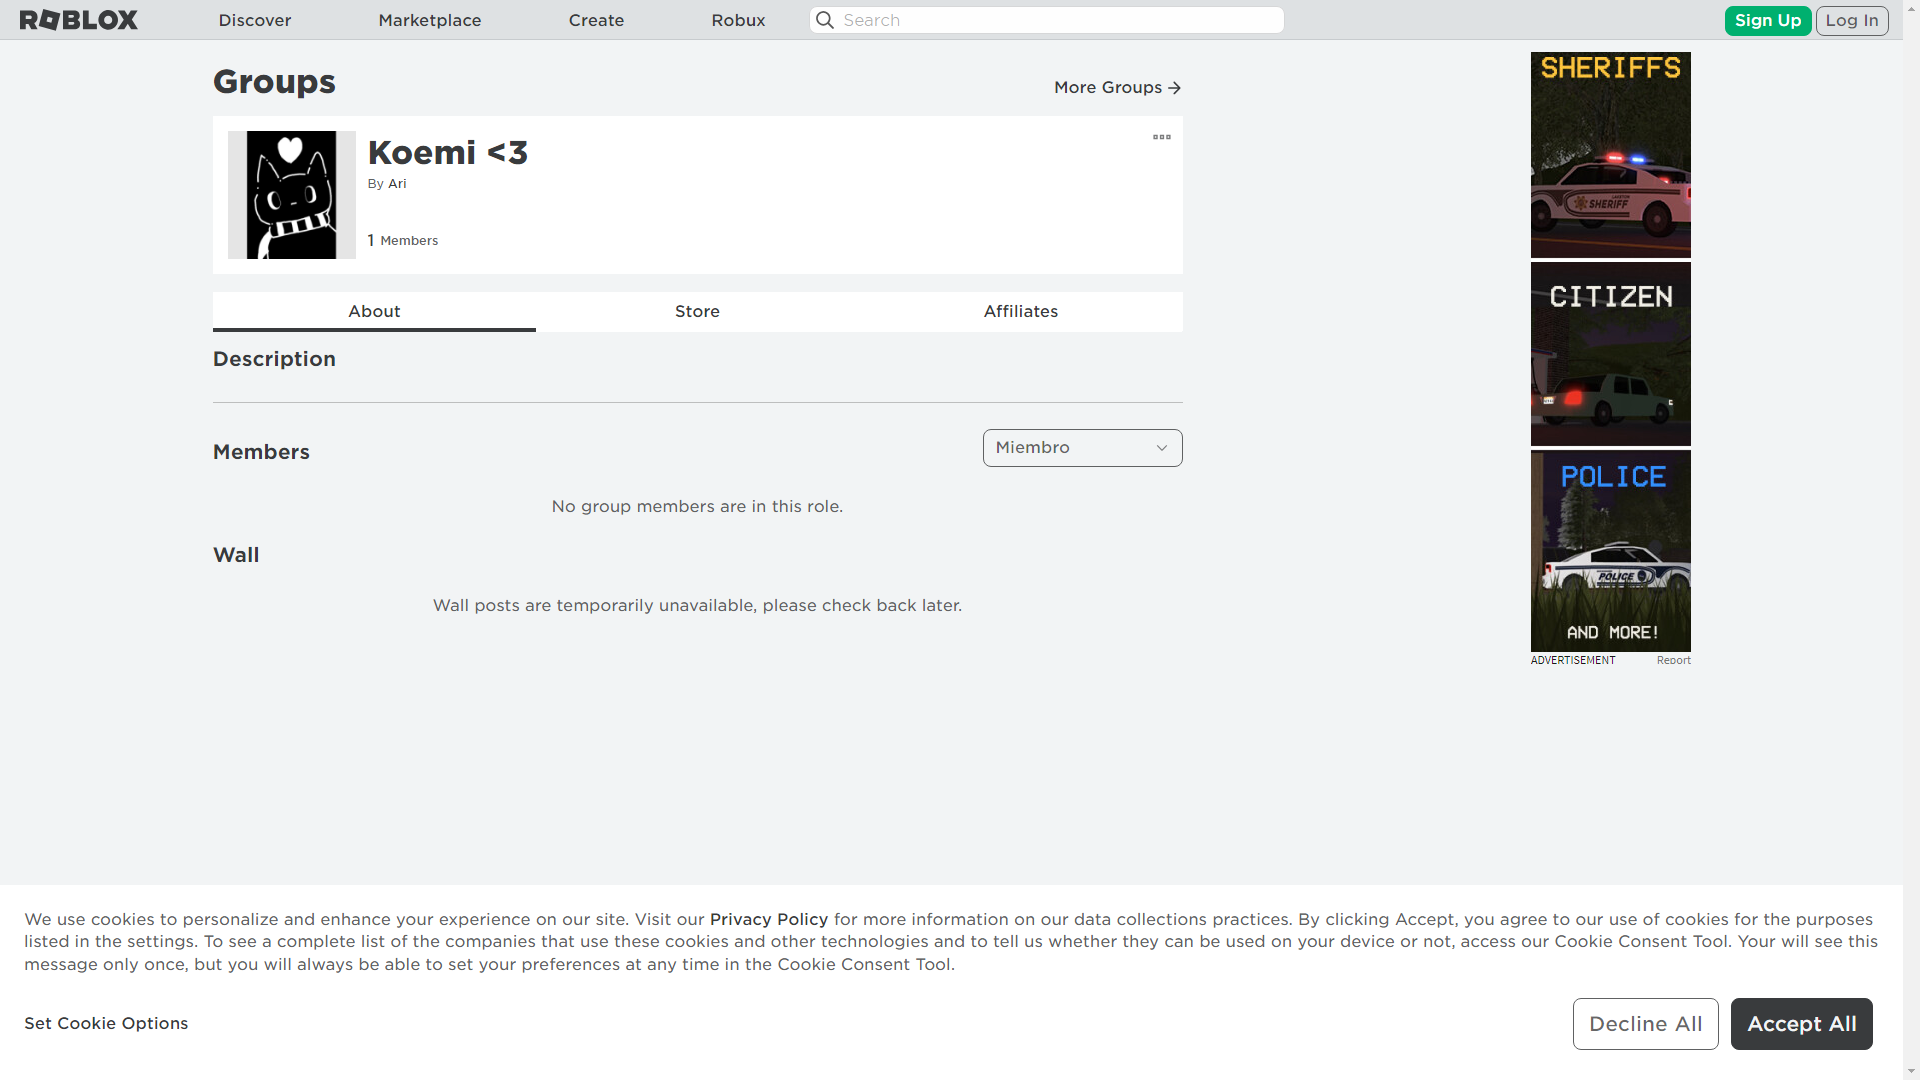 ROBLOX
Discover
Marketplace
Create
Robux
Search
Sign Up
Log In
Groups
More Groups
Koemi <3
By Ari
1 Members
About
Store
Affiliates
Description
Members
Miembro
No group members are in this role.
Wall
Wall posts are temporarily unavailable, please check back later.
SHERIFFS
SHERIFF
CITIZEN
POLICE
POLICE
AND MORE!
ADVERTISEMENT
Report
We use cookies to personalize and enhance your experience on our site. Visit our Privacy Policy for more information on our data collections practices. By clicking Accept, you agree to our use of cookies for the purposes
listed in the settings. To see a complete list of the companies that use these cookies and other technologies and to tell us whether they can be used on your device or not, access our Cookie Consent Tool. Your will see this
message only once, but you will always be able to set your preferences at any time in the Cookie Consent Tool.
Set Cookie Options
Decline All
Accept All